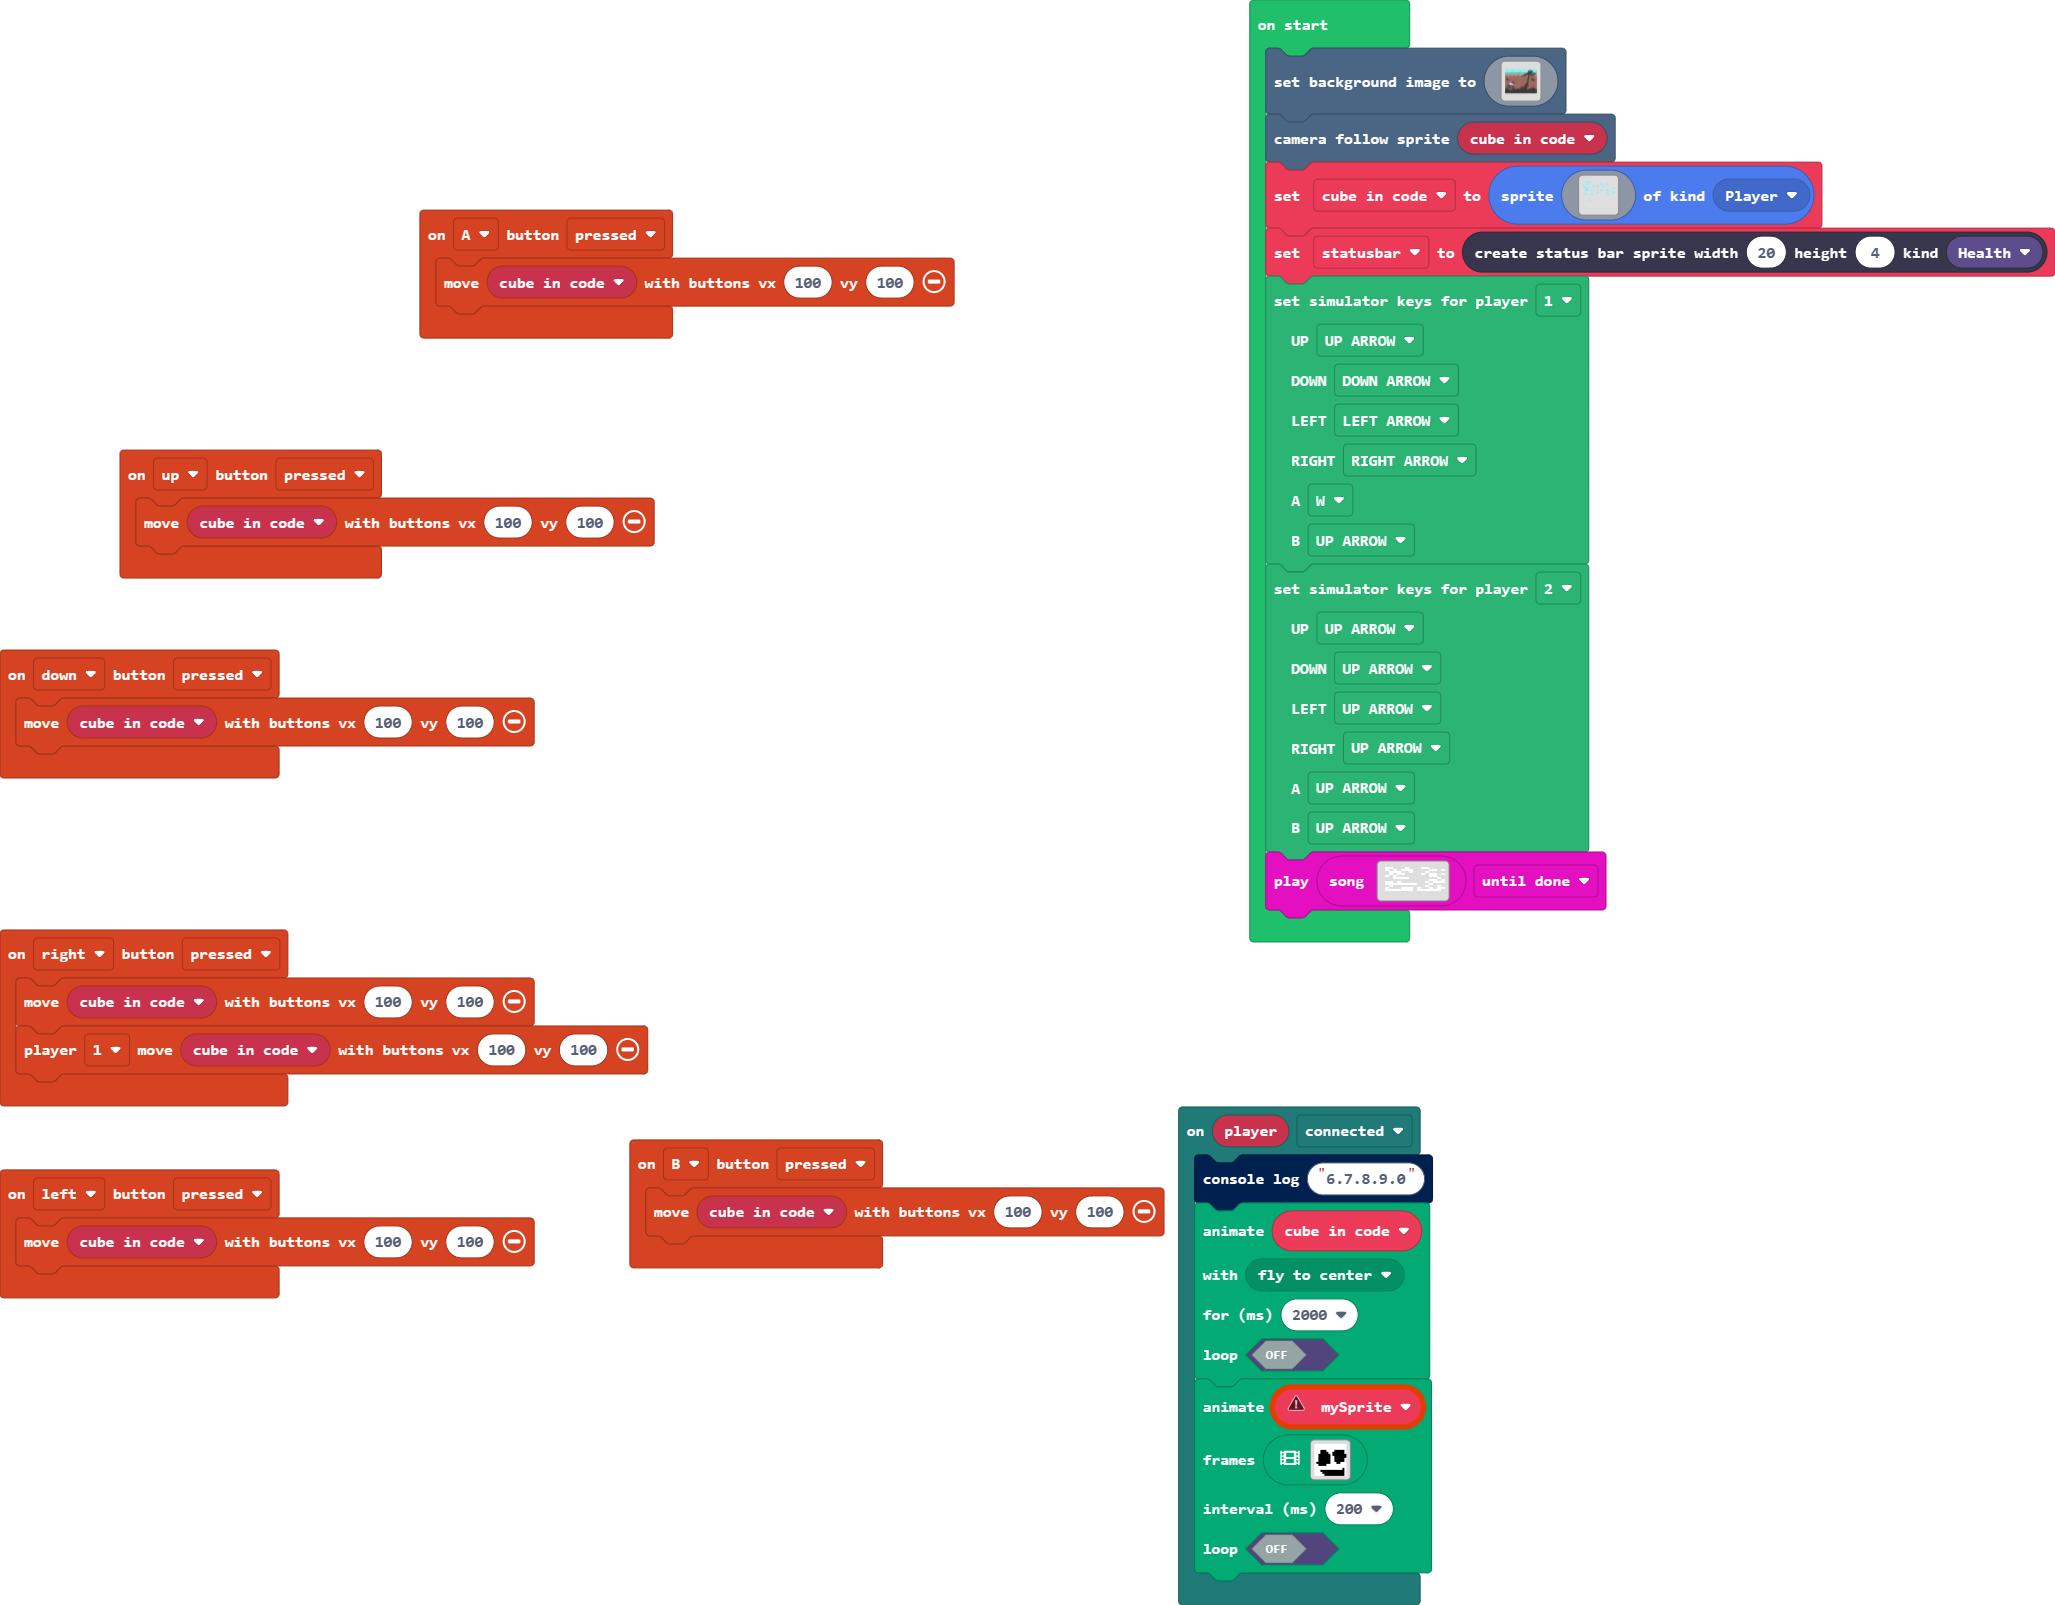 on start
set background image to
camera follow sprite cube in code
set cube in code to sprite of kind Player
set statusbar to create status bar sprite width 20 height 4 kind Health
set simulator keys for player 1
UP UP ARROW
DOWN DOWN ARROW
LEFT LEFT ARROW
RIGHT RIGHT ARROW
A W
B UP ARROW
set simulator keys for player 2
UP UP ARROW
DOWN UP ARROW
LEFT UP ARROW
RIGHT UP ARROW
A UP ARROW
B UP ARROW
play song until done
on A button pressed
move cube in code with buttons vx 100 vy 100
on up button pressed
move cube in code with buttons vx 100 vy 100
on down button pressed
move cube in code with buttons vx 100 vy 100
on right button pressed
move cube in code with buttons vx 100 vy 100
player 1 move cube in code with buttons vx 100 vy 100
on left button pressed
move cube in code with buttons vx 100 vy 100
on B button pressed
move cube in code with buttons vx 100 vy 100
on player connected
console log "6.7.8.9.0"
animate cube in code
with fly to center
for (ms) 2000
loop OFF
animate mySprite
frames
interval (ms) 200
loop OFF